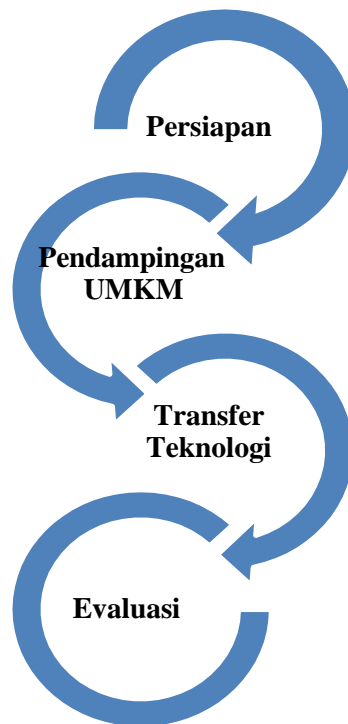 Persiapan
Pendampingan
UMKM
Transfer
Teknologi
Evaluasi